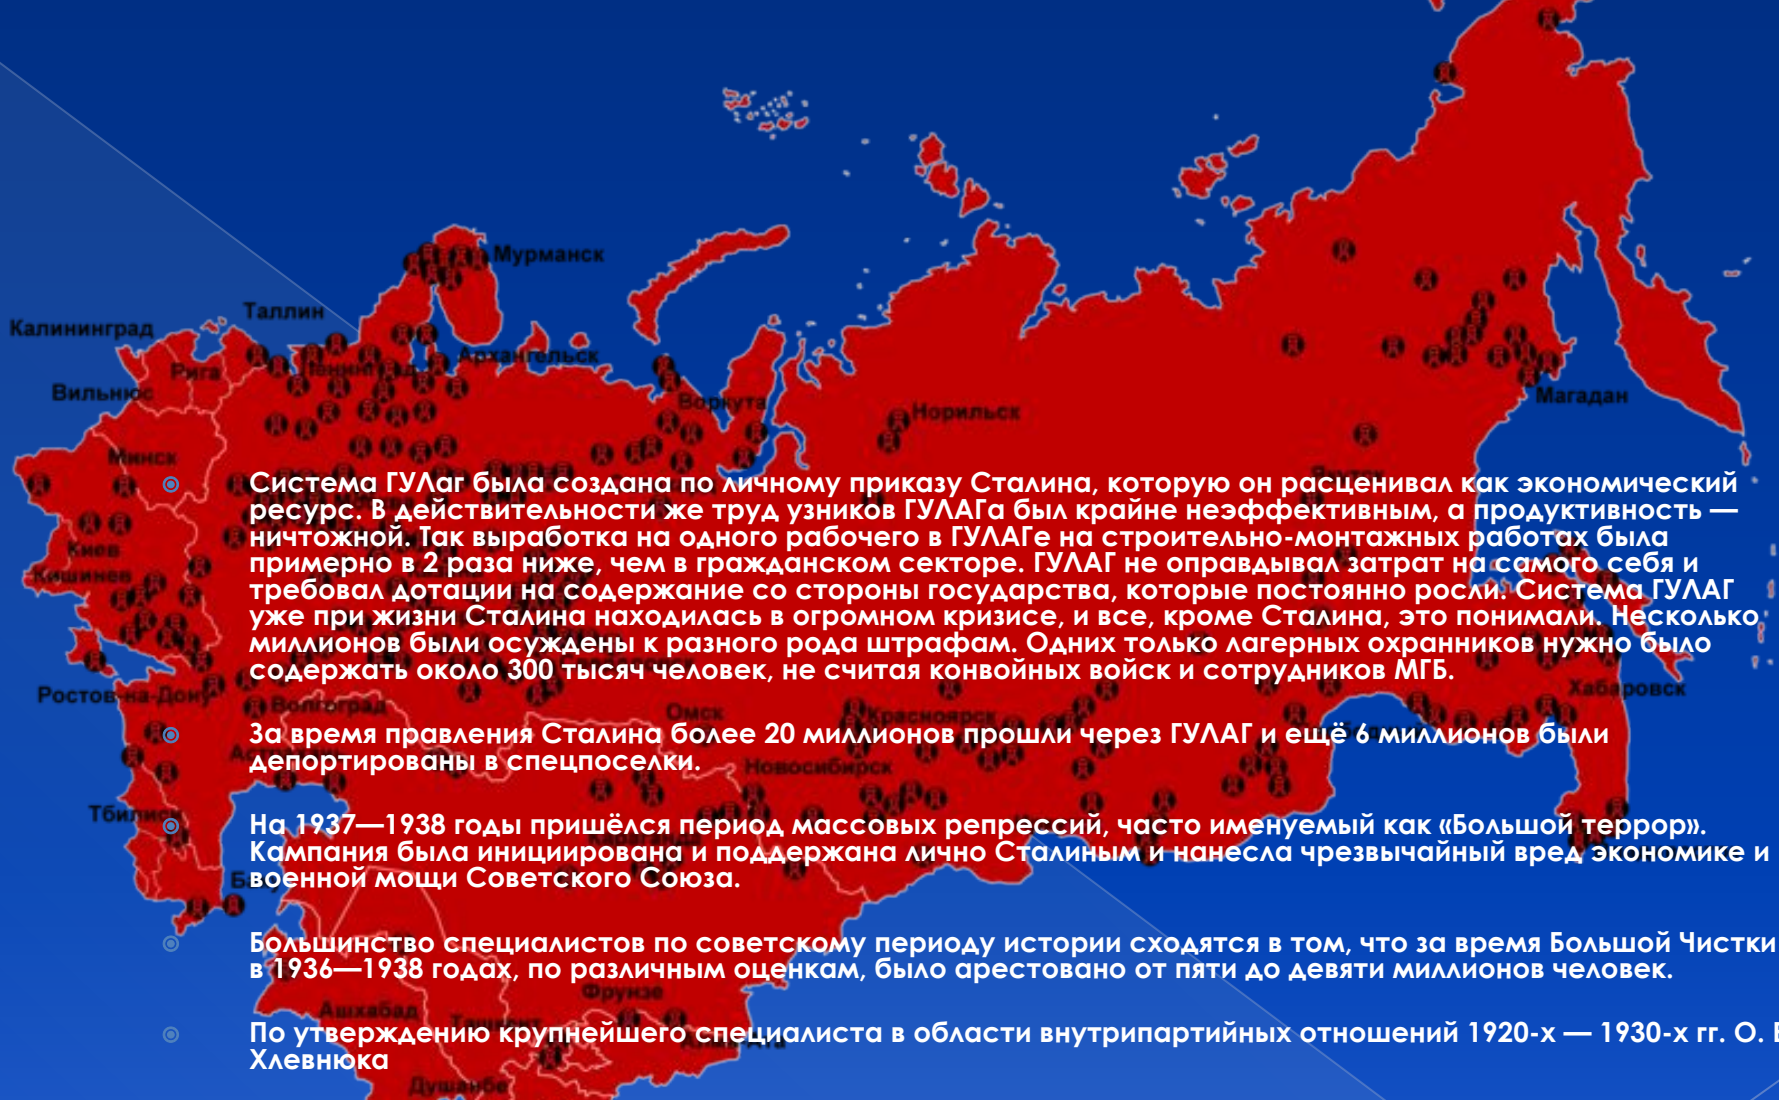 Мурманск
Таллин
Калининград
Архангельск
Рига
Ленинград
Вильнюс
Воркута
Норильск
Магадан
Минск
Якутск
Система ГУЛаг была создана по личному приказу Сталина, которую он расценивал как экономический
ресурс. В действительности же труд узников ГУЛАГа был крайне неэффективным, а продуктивность —
ничтожной. Так выработка на одного рабочего в ГУЛАГе на строительно-монтажных работах была
примерно в 2 раза ниже, чем в гражданском секторе. ГУЛАГ не оправдывал затрат на самого себя и
требовал дотации на содержание со стороны государства, которые постоянно росли. Система ГУЛАГ
уже при жизни Сталина находилась в огромном кризисе, и все, кроме Сталина, это понимали. Несколько
миллионов были осуждены к разного рода штрафам. Одних только лагерных охранников нужно было
содержать около 300 тысяч человек, не считая конвойных войск и сотрудников МГБ.
Киев
Кишинев
Ростов-на-Дону
Волгоград
Омск
Красноярск
Хабаровск
За время правления Сталина более 20 миллионов прошли через ГУЛАГ и ещё 6 миллионов были
депортированы в спецпоселки.
Новосибирск
Тбилиси
На 1937—1938 годы пришёлся период массовых репрессий, часто именуемый как «Большой террор».
Кампания была инициирована и поддержана лично Сталиным и нанесла чрезвычайный вред экономике и
военной мощи Советского Союза.
Караганда
Большинство специалистов по советскому периоду истории сходятся в том, что за время Большой Чистки
в 1936—1938 годах, по различным оценкам, было арестовано от пяти до девяти миллионов человек.
Фрунзе
Ашхабад
Ташкент
По утверждению крупнейшего специалиста в области внутрипартийных отношений 1920-х — 1930-х гг. О.
Хлевнюка
Душанбе